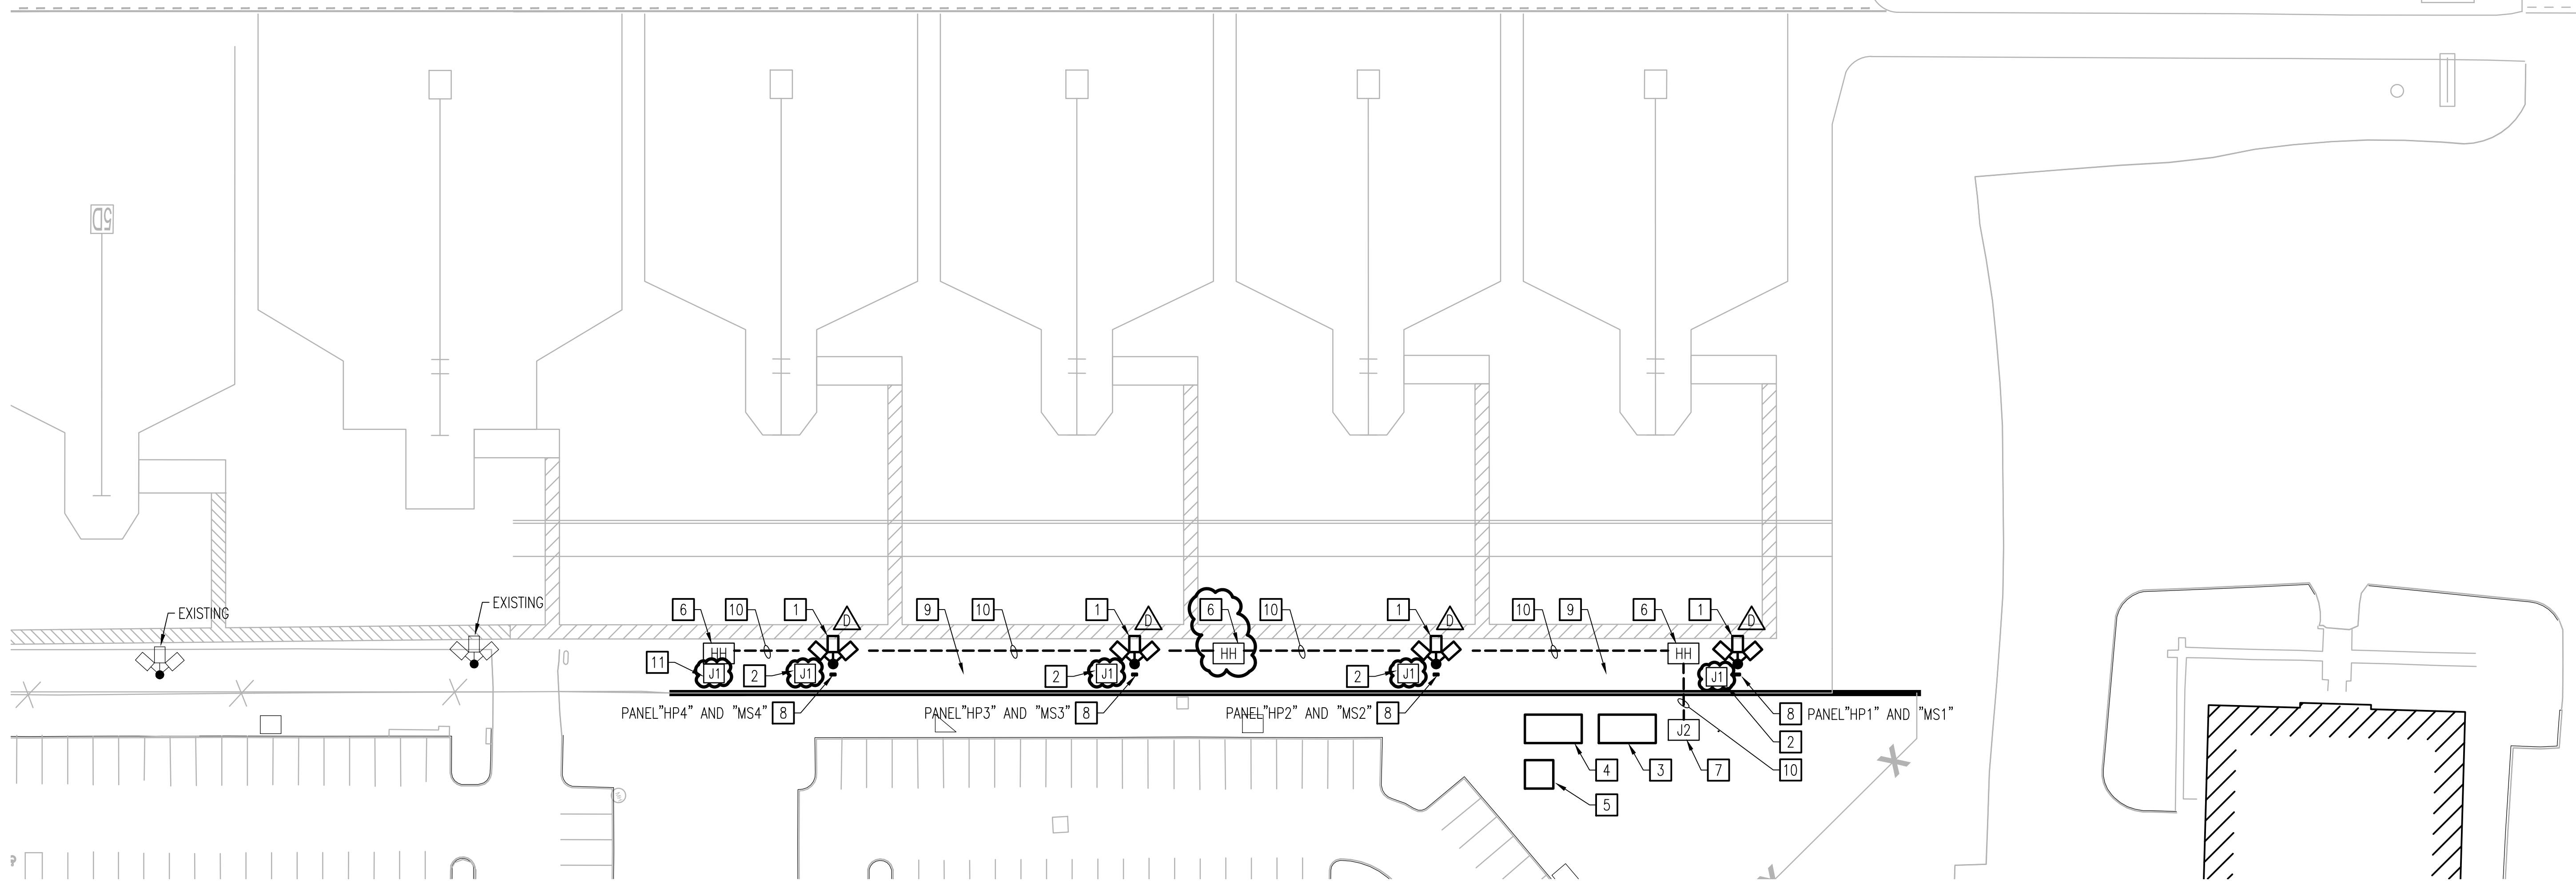 5D
EXISTING
EXISTING
6
10
1
D
9
10
1
D
6
10
1
D
10
9
6
1
D
HH
HH
HH
11
J1
2
J1
2
J1
2
J1
J1
PANEL"HP4" AND "MS4" 8
PANEL"HP3" AND "MS3" 8
PANEL"HP2" AND "MS2" 8
8 PANEL"HP1" AND "MS1"
J2
2
4
3
7
10
5